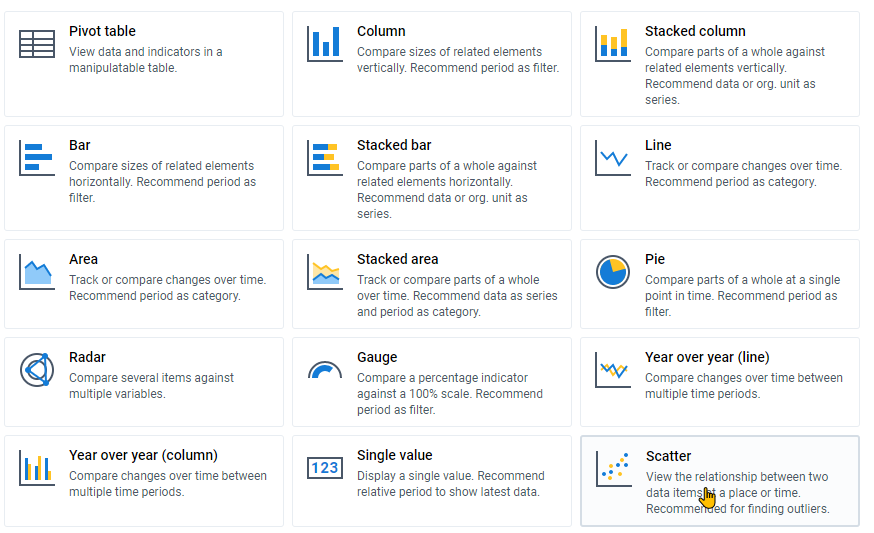 Pivot table
View data and indicators in a
manipulatable table.
Column
Compare sizes of related elements
vertically. Recommend period as filter.
Stacked column
Compare parts of a whole against
related elements vertically.
Recommend data or org. unit as
series.
Bar
Compare sizes of related elements
horizontally. Recommend period as
filter.
Stacked bar
Compare parts of a whole against
related elements horizontally.
Recommend data or org. unit as
series.
Line
Track or compare changes over time.
Recommend period as category.
Area
Track or compare changes over time.
Recommend period as category.
Stacked area
Track or compare parts of a whole
over time. Recommend data as series
and period as category.
Pie
Compare parts of a whole at a single
point in time. Recommend period as
filter.
Radar
Compare several items against
multiple variables.
Gauge
Compare a percentage indicator
against a 100% scale. Recommend
period as filter.
Year over year (line)
Compare changes over time between
multiple time periods.
Year over year (column)
Compare changes over time between
multiple time periods.
123
Single value
Display a single value. Recommend
relative period to show latest data.
Scatter
View the relationship between two
data items at a place or time.
Recommended for finding outliers.